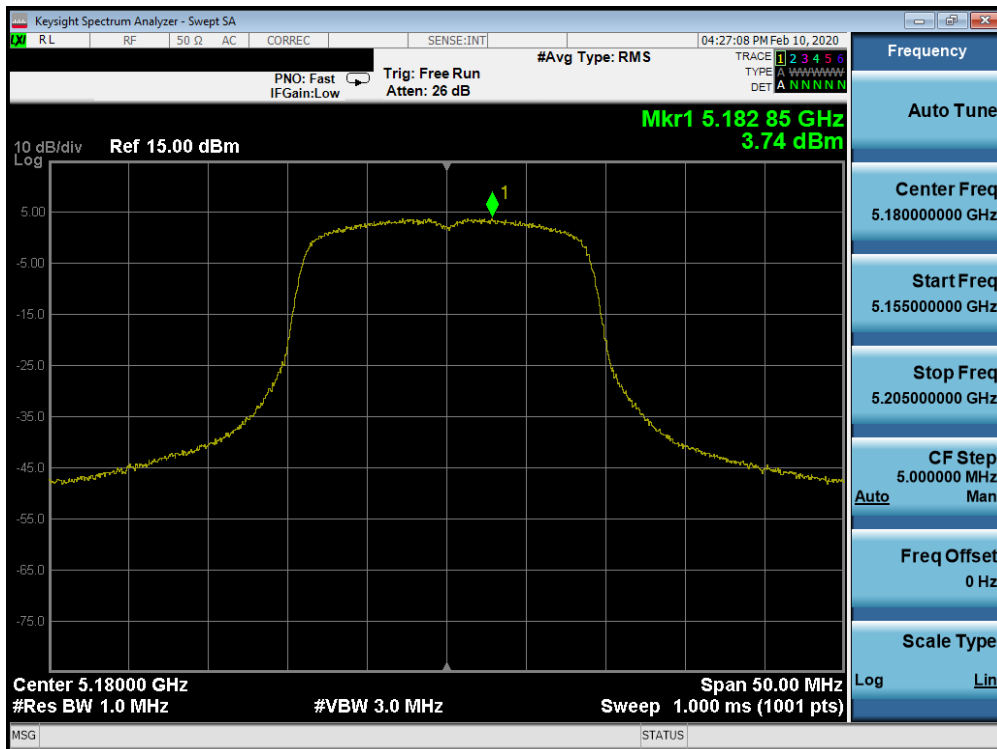 Keysight Spectrum Analyzer - Swept SA
LXI RL RF 50 Ω AC CORREC SENSE:INT 04:27:08 PM Feb 10, 2020
#Avg Type: RMS
TRACE 1 2 3 4 5 6
TYPE A WWWWW
DET A N N N N N
PNO: Fast
IFGain:Low
Trig: Free Run
Atten: 26 dB
Mkr1 5.182 85 GHz
3.74 dBm
10 dB/div Ref 15.00 dBm
Log
1
5.00
-5.00
-15.0
-25.0
-35.0
-45.0
-55.0
-65.0
-75.0
Center 5.18000 GHz Span 50.00 MHz
#Res BW 1.0 MHz #VBW 3.0 MHz Sweep 1.000 ms (1001 pts)
MSG STATUS
Frequency
Auto Tune
Center Freq
5.180000000 GHz
Start Freq
5.155000000 GHz
Stop Freq
5.205000000 GHz
CF Step
5.000000 MHz
Auto Man
Freq Offset
0 Hz
Scale Type
Log Lin